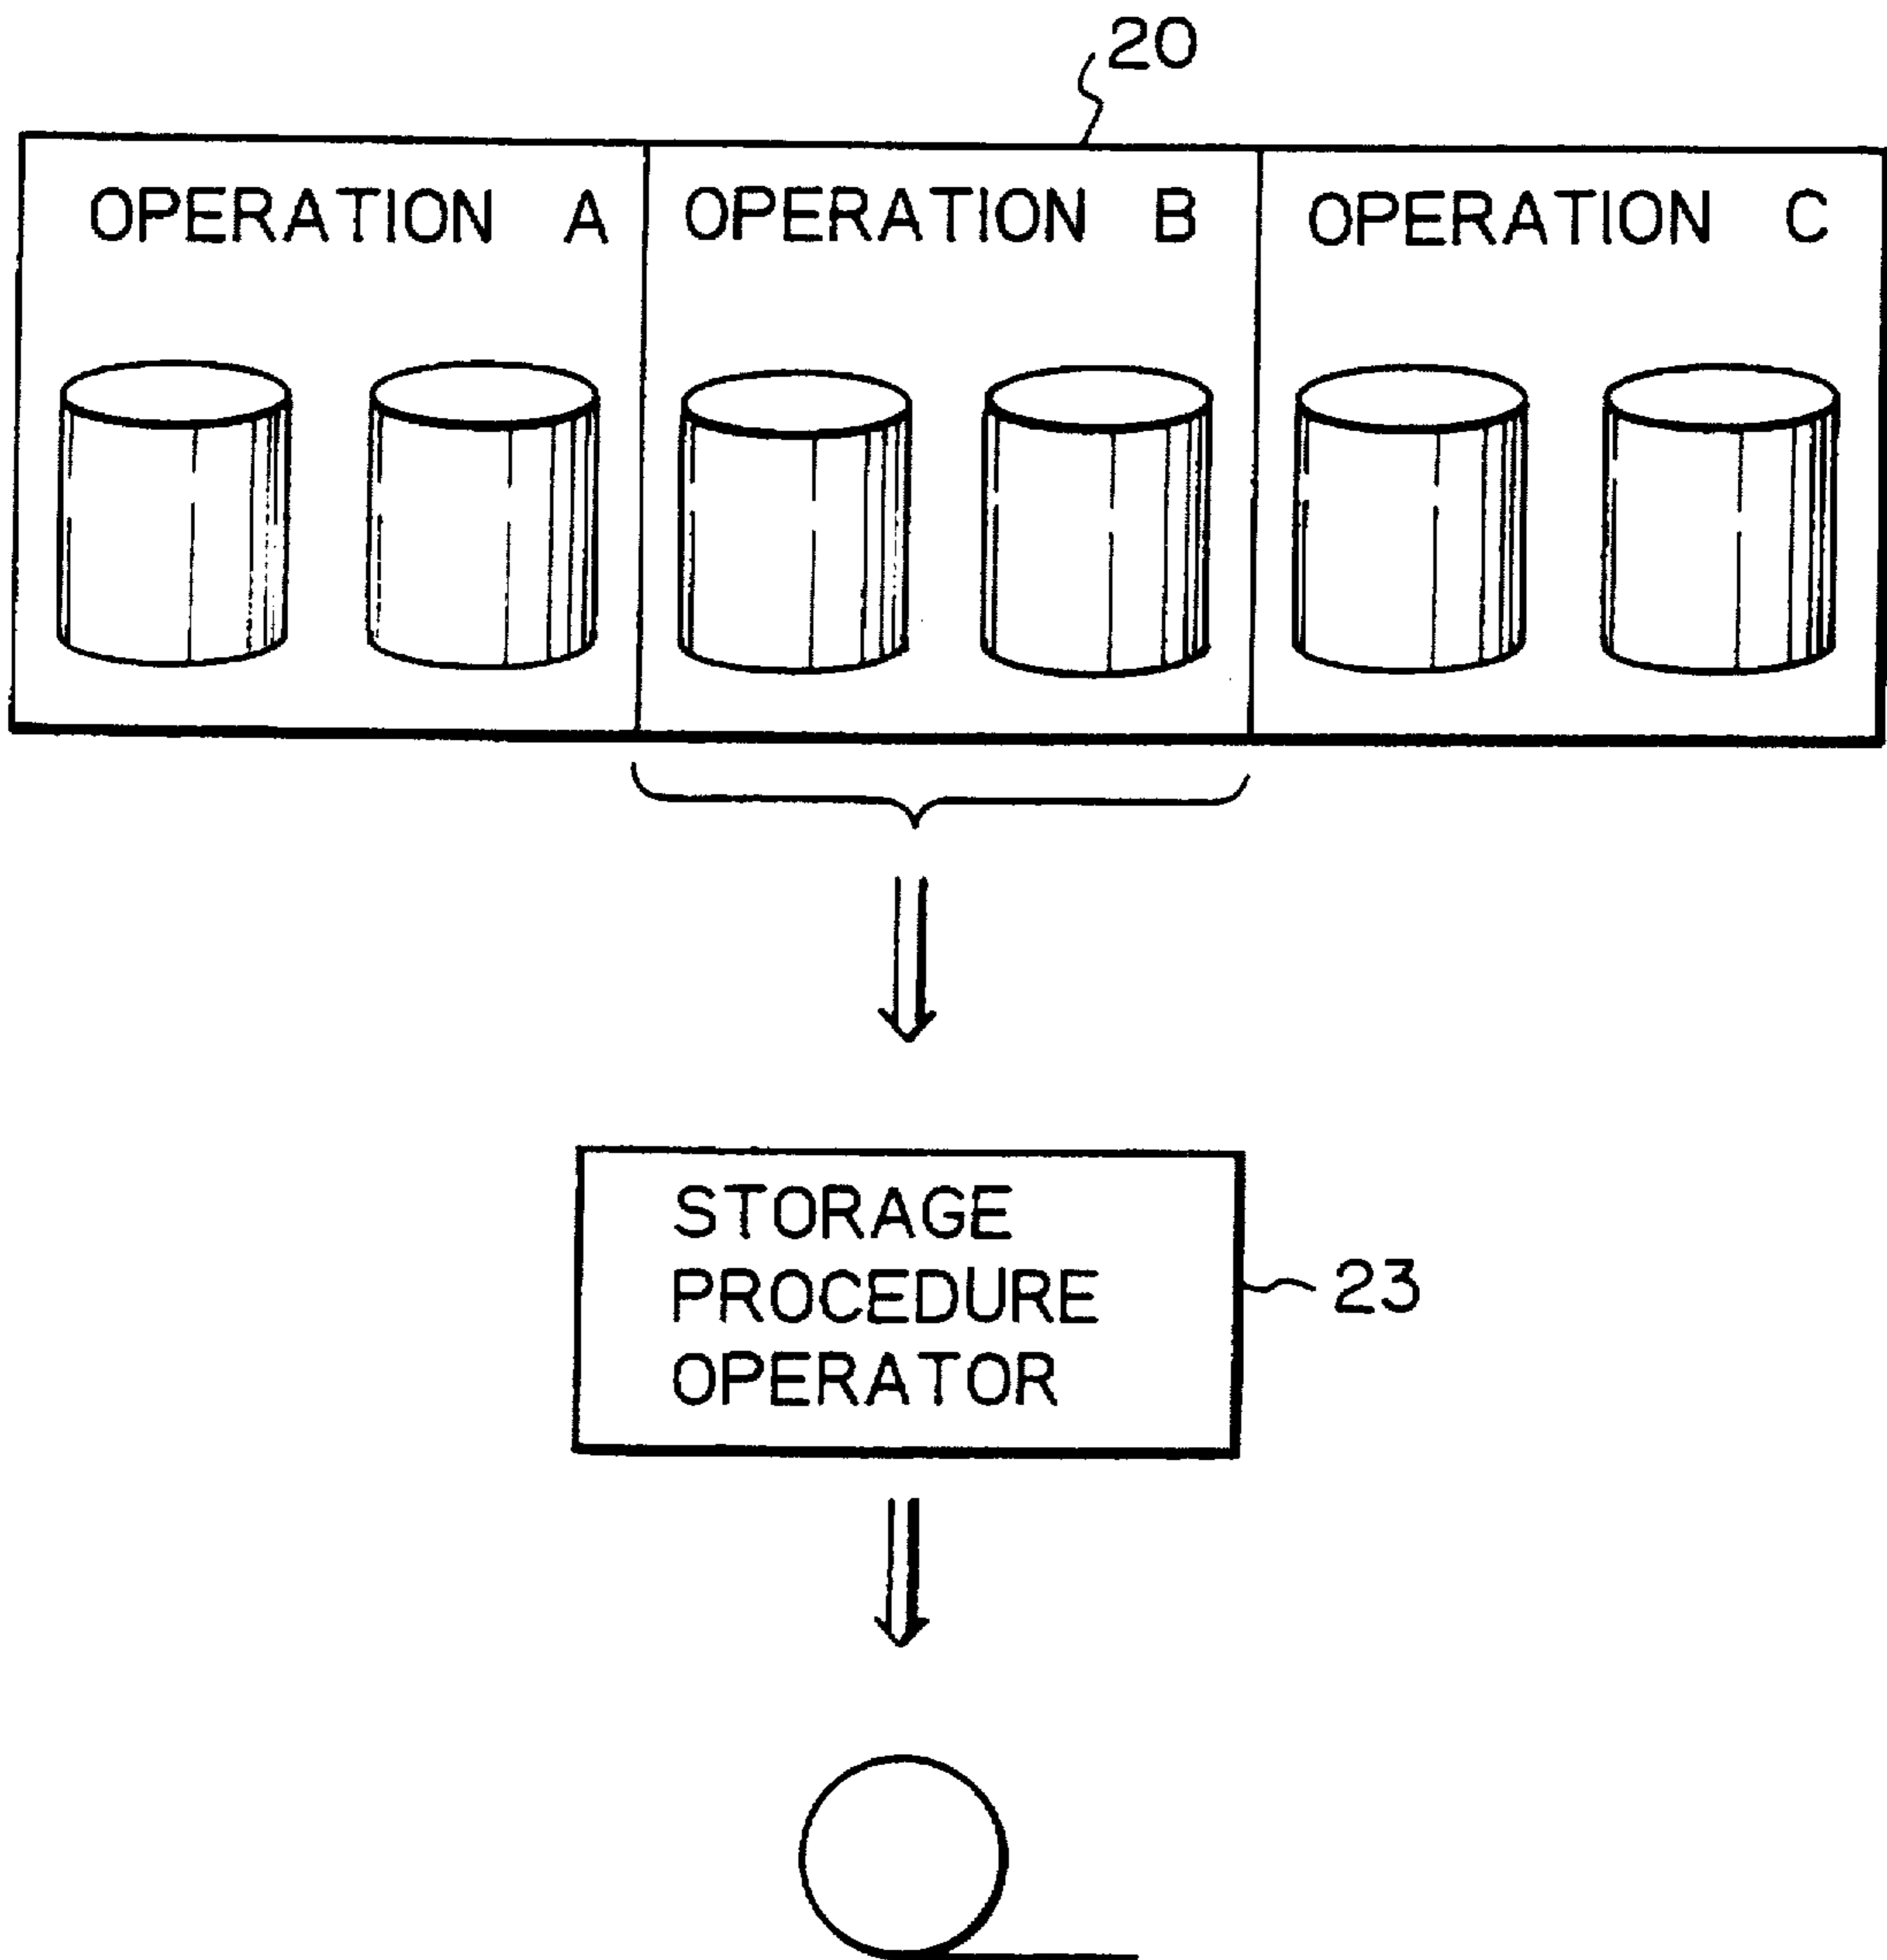 20
OPERATION A OPERATION B OPERATION C
STORAGE
PROCEDURE
OPERATOR
23